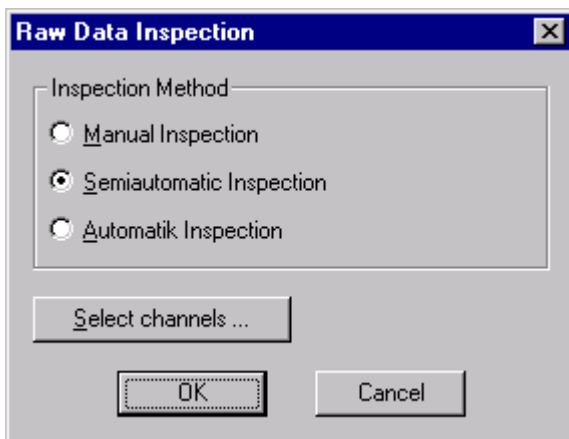 Raw Data Inspection
Inspection Method
Manual Inspection
Semiautomatic Inspection
Automatik Inspection
Select channels ...
OK
Cancel